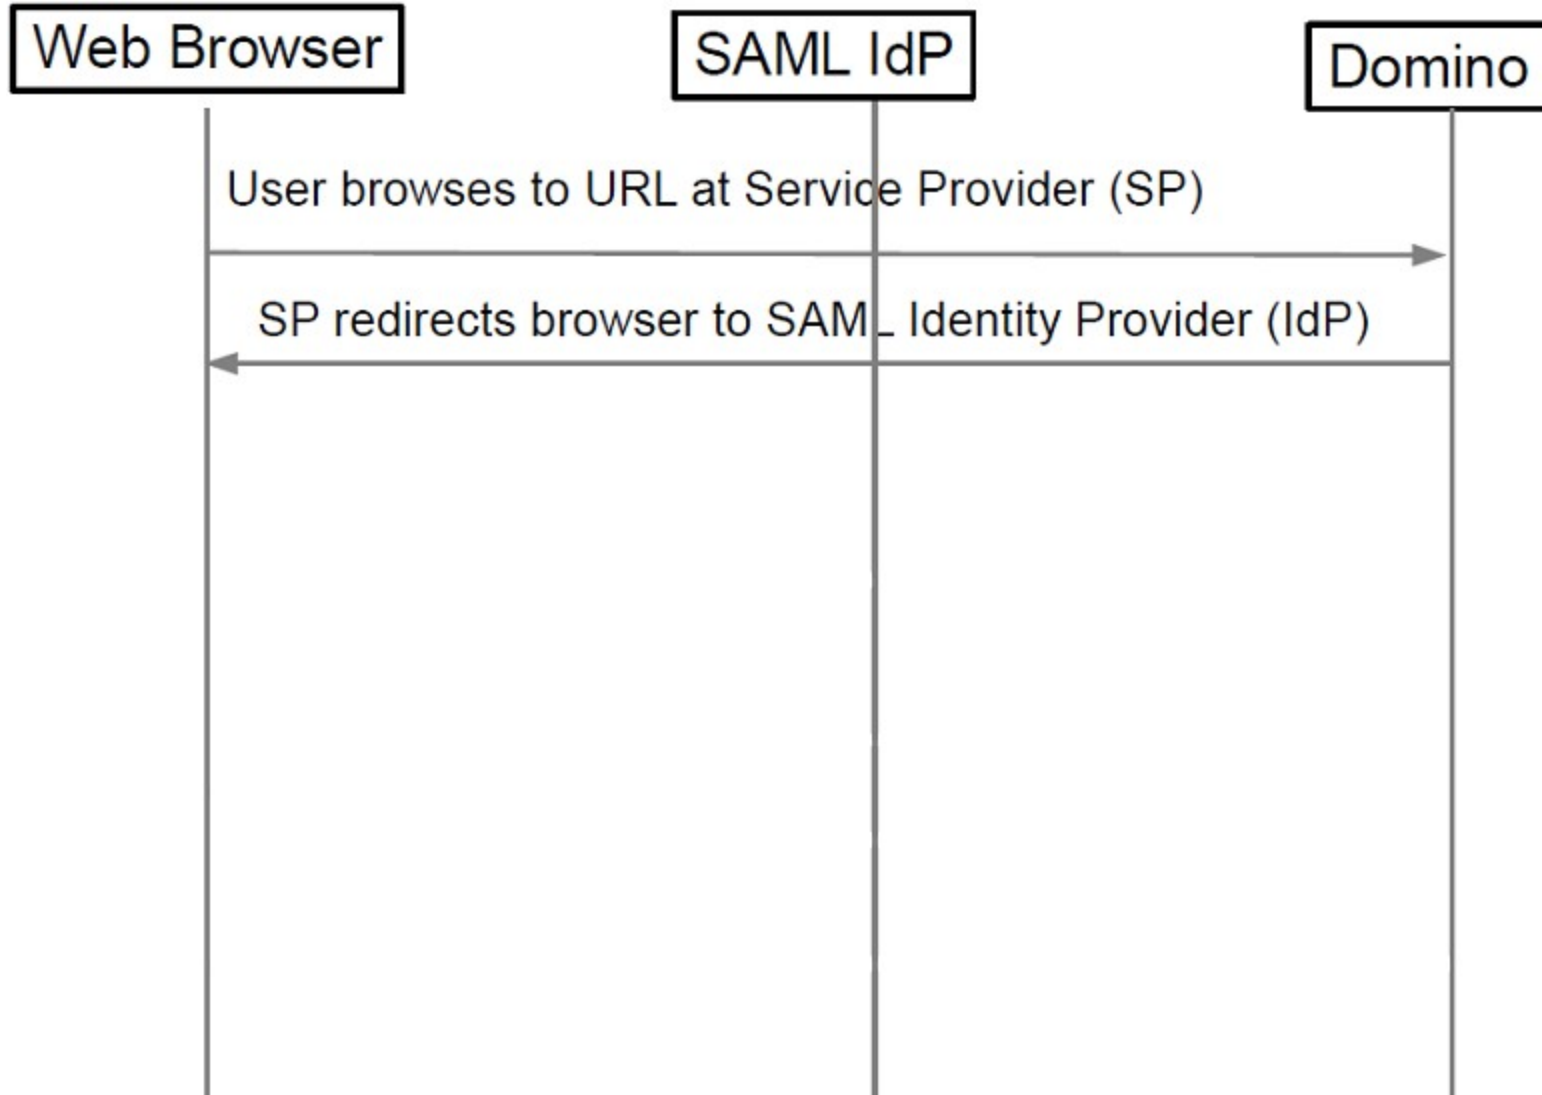 Web Browser
SAML IdP
Domino
User browses to URL at Service Provider (SP)
SP redirects browser to SAML Identity Provider (IdP)